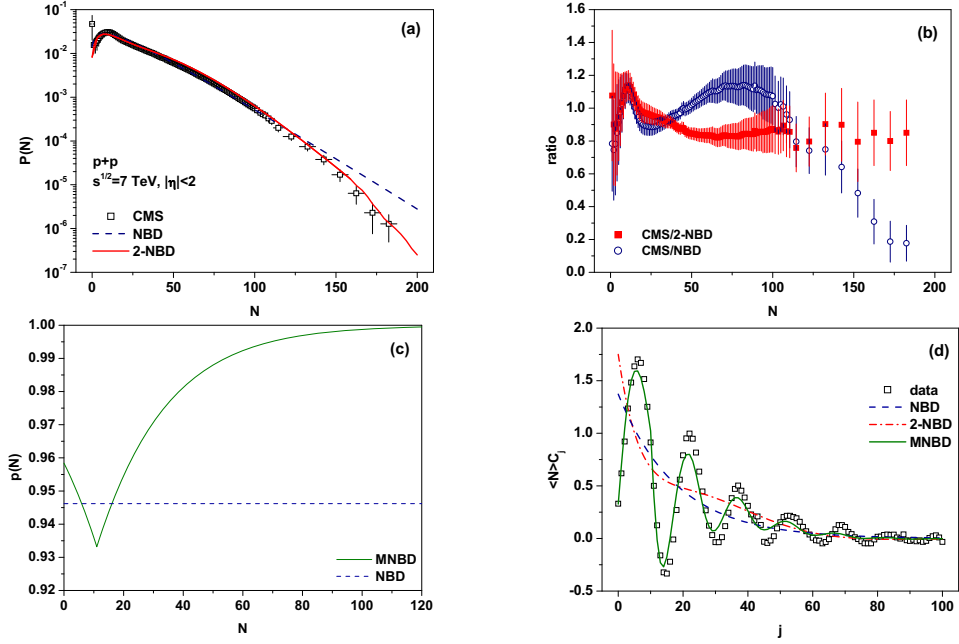 (a)
P(N)
10⁰
10⁻¹
10⁻²
10⁻³
10⁻⁴
10⁻⁵
10⁻⁶
10⁻⁷
p+p
s^{1/2}=7 TeV, |η|<2
CMS
NBD
2-NBD
0 50 100 150 200
N
(b)
ratio
1.6
1.4
1.2
1.0
0.8
0.6
0.4
0.2
0.0
CMS/2-NBD
CMS/NBD
0 50 100 150 200
N
(c)
p(N)
1.00
0.99
0.98
0.97
0.96
0.95
0.94
0.93
0.92
MNBD
NBD
0 20 40 60 80 100 120
N
(d)
<N>C_j
2.0
1.5
1.0
0.5
0.0
-0.5
data
NBD
2-NBD
MNBD
0 20 40 60 80 100
j